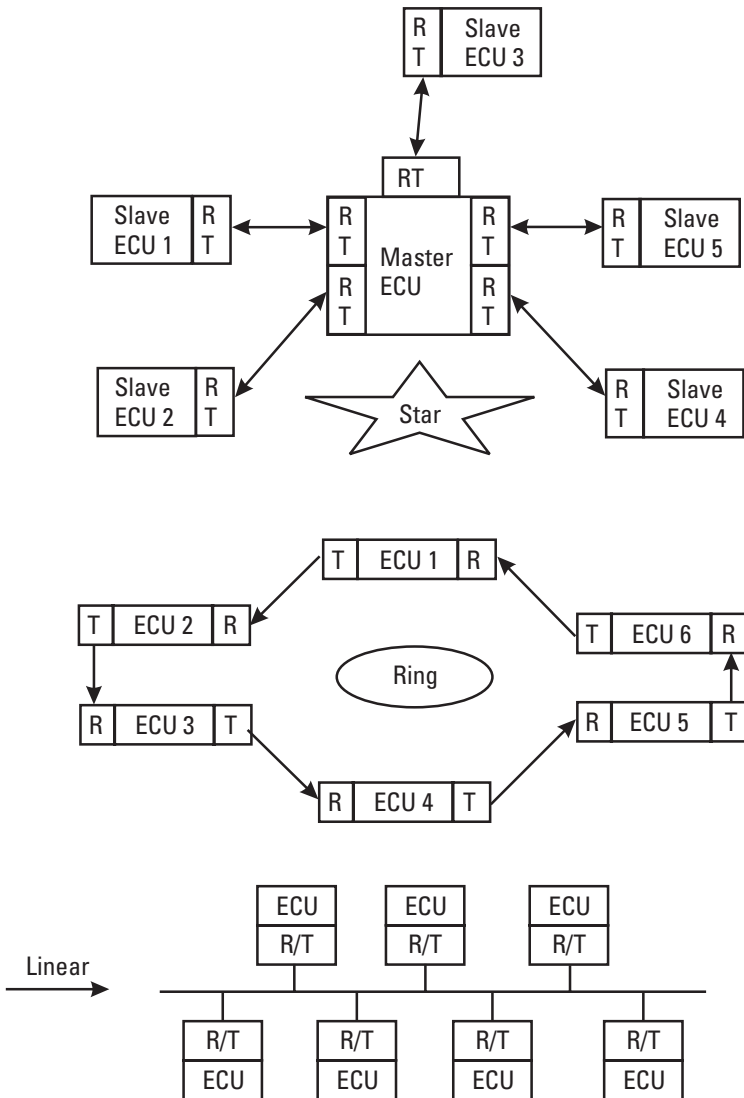 R Slave
T ECU 3
RT
Slave R
ECU 1 T
R
T
Master
ECU
R
T
R Slave
T ECU 5
R
T
R
T
Slave R
ECU 2 T
Star
R Slave
T ECU 4
T ECU 1 R
T ECU 2 R
T ECU 6 R
Ring
R ECU 3 T
R ECU 5 T
R ECU 4 T
ECU ECU ECU
R/T R/T R/T
Linear
R/T R/T R/T R/T
ECU ECU ECU ECU